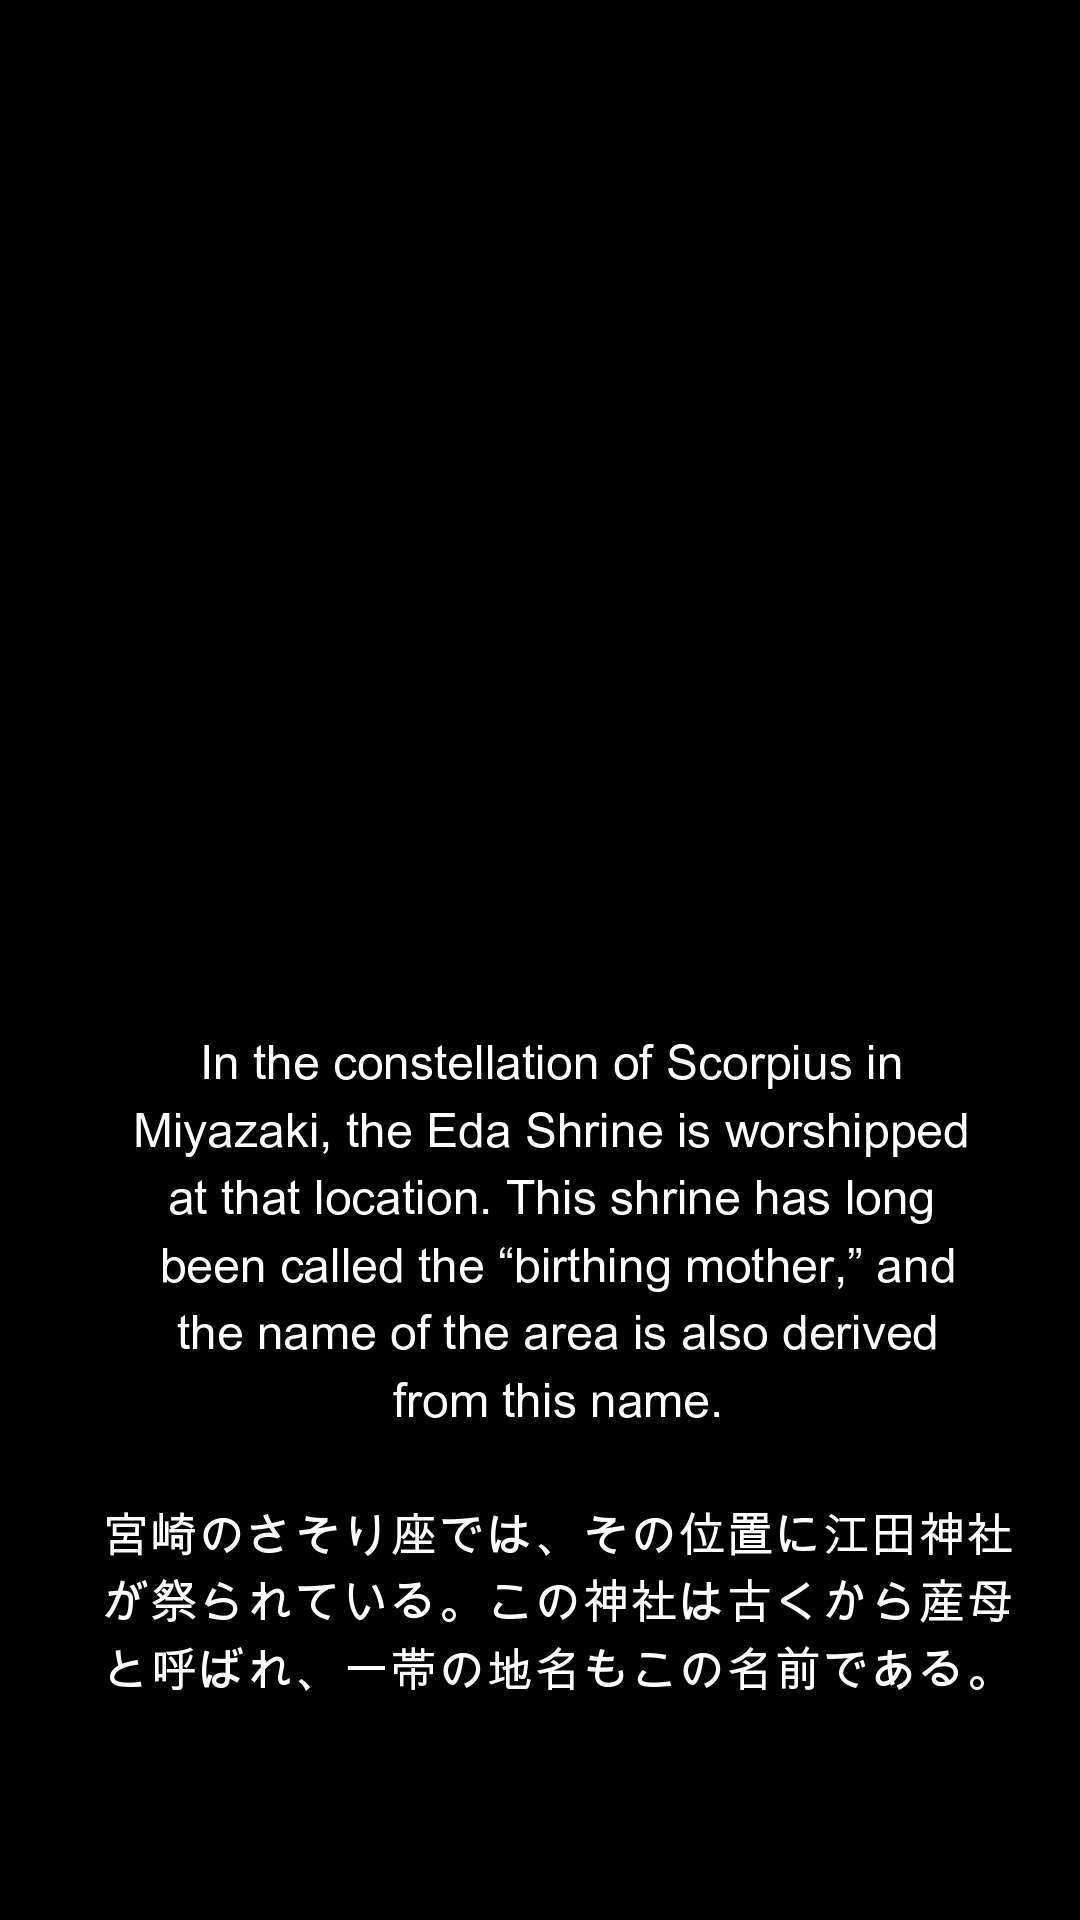 In the constellation of Scorpius in
Miyazaki, the Eda Shrine is worshipped
at that location. This shrine has long
been called the “birthing mother,” and
the name of the area is also derived
from this name.
宮崎のさそり座では、その位置に江田神社
が祭られている。この神社は古くから産母
と呼ばれ、一帯の地名もこの名前である。